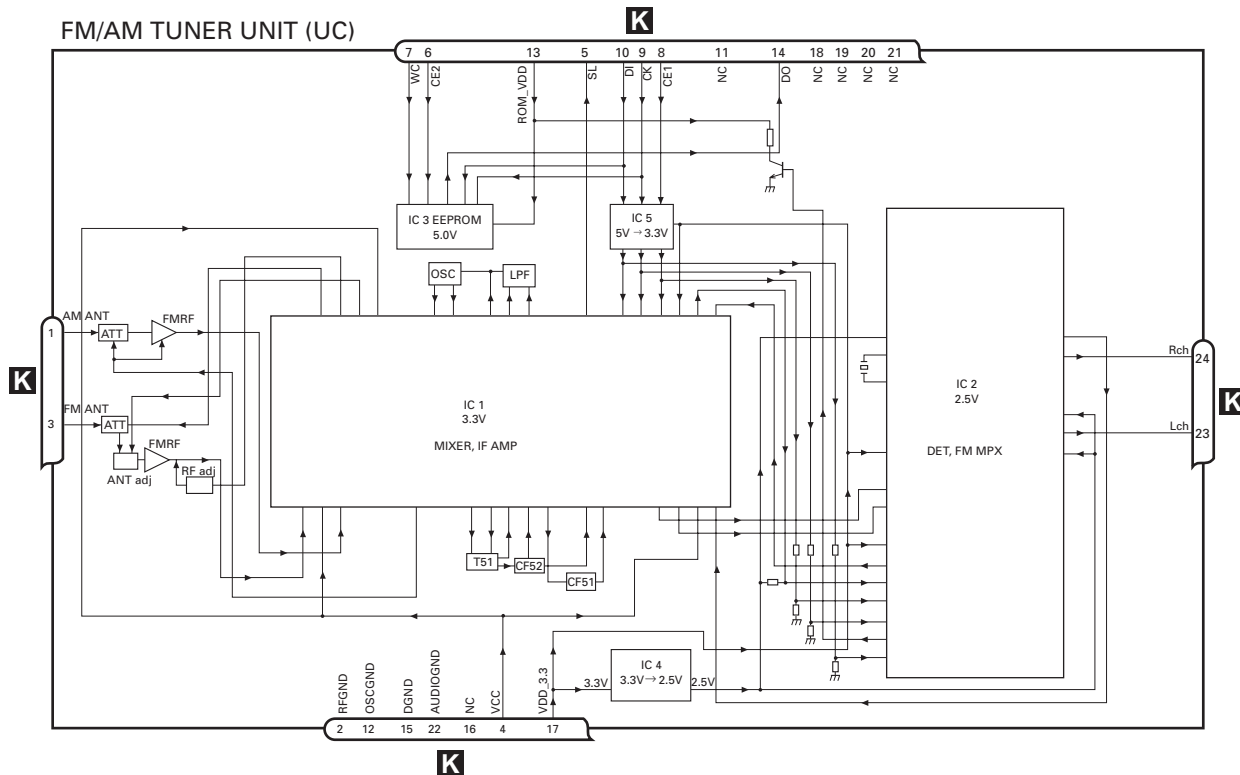 FM/AM TUNER UNIT (UC)
K
7 6 13 5 10 9 8 11 14 18 19 20 21
WC
CE2
ROM_VDD
SL
DI
CK
CE1
NC
DO
NC
NC
NC
NC
IC 3 EEPROM
5.0V
IC 5
5V → 3.3V
OSC
LPF
AM ANT
1
ATT
FMRF
K
FM ANT
3
ATT
FMRF
ANT adj
RF adj
IC 1
3.3V
MIXER, IF AMP
IC 2
2.5V
DET, FM MPX
Rch
24
K
Lch
23
T51
CF52
CF51
IC 4
3.3V→2.5V
3.3V
2.5V
RFGND
OSCGND
DGND
AUDIOGND
NC
VCC
VDD_3.3
2 12 15 22 16 4 17
K